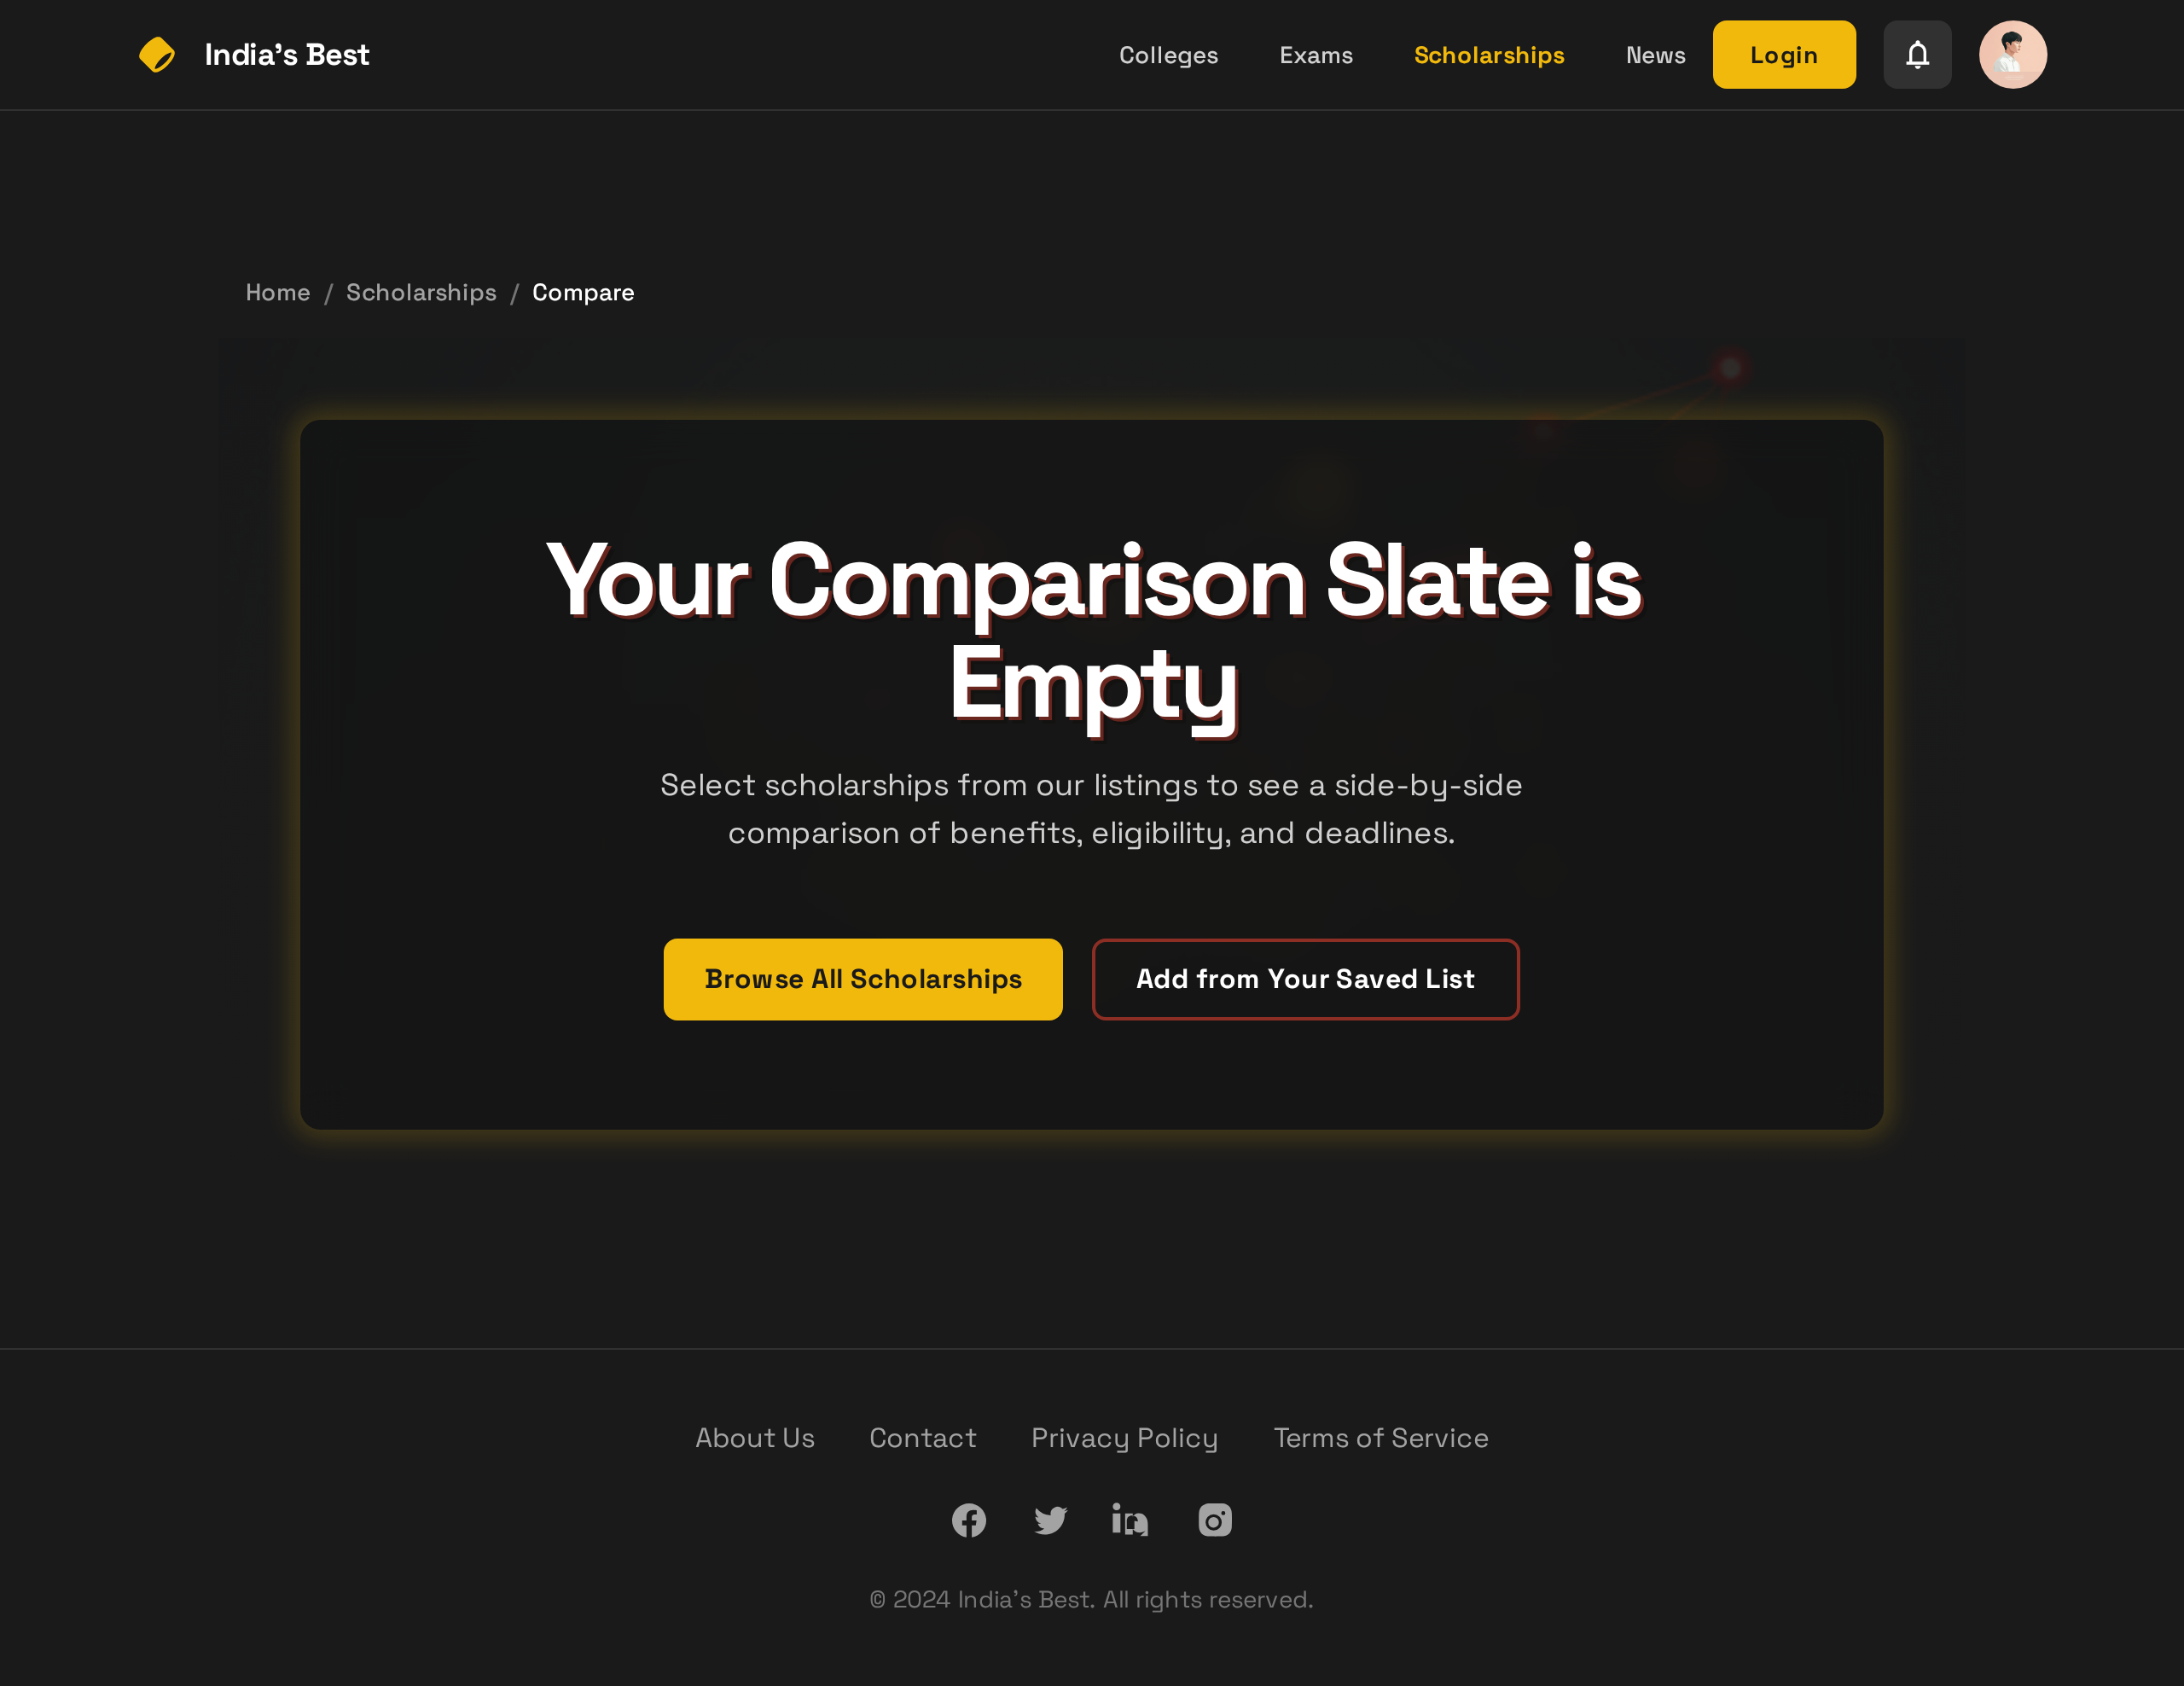 India's Best
Colleges
Exams
Scholarships
News
Login
Home / Scholarships / Compare
Your Comparison Slate is
Empty
Select scholarships from our listings to see a side-by-side
comparison of benefits, eligibility, and deadlines.
Browse All Scholarships
Add from Your Saved List
About Us
Contact
Privacy Policy
Terms of Service
© 2024 India's Best. All rights reserved.